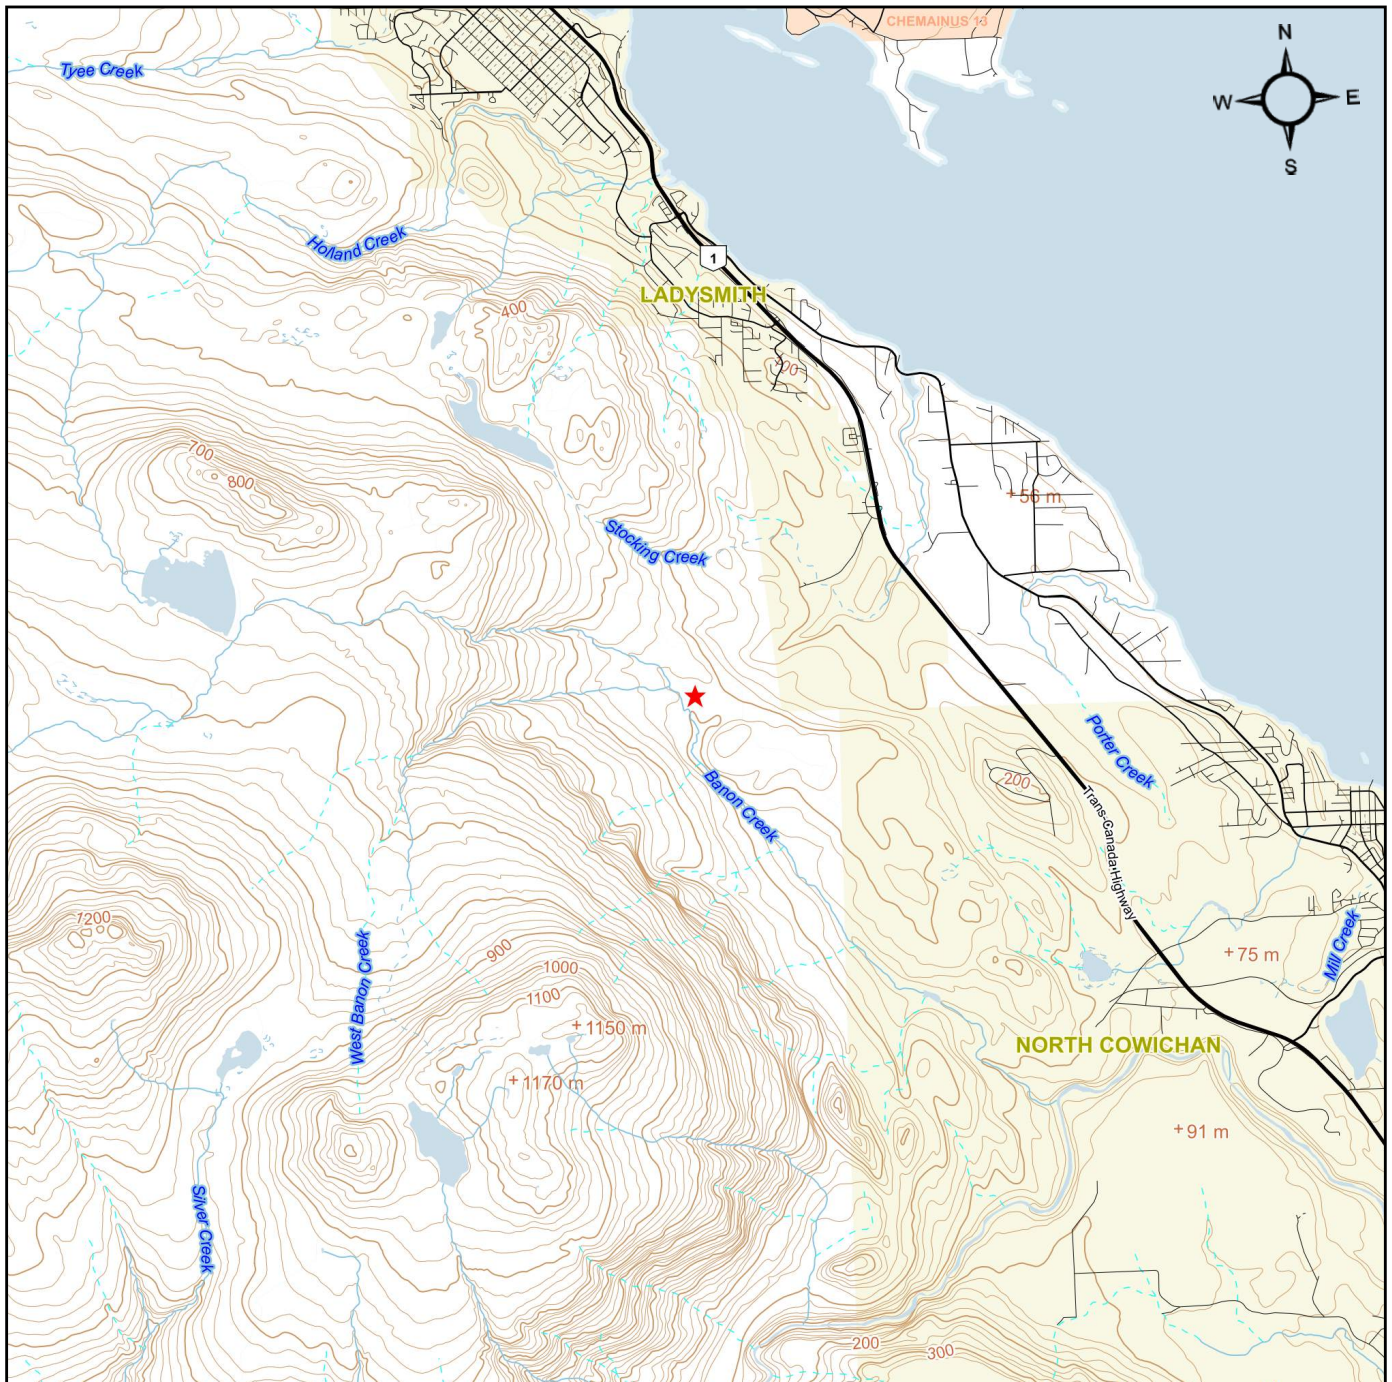 CHEMAINUS 13
N
W
E
S
Tyee Creek
Holland Creek
1
LADYSMITH
400
100
700
800
56 m
Stocking Creek
Porter Creek
Banon Creek
200
Trans-Canada Highway
1200
900
1000
1100
1150 m
1170 m
West Banon Creek
75 m
Mill Creek
NORTH COWICHAN
91 m
Silver Creek
200
300